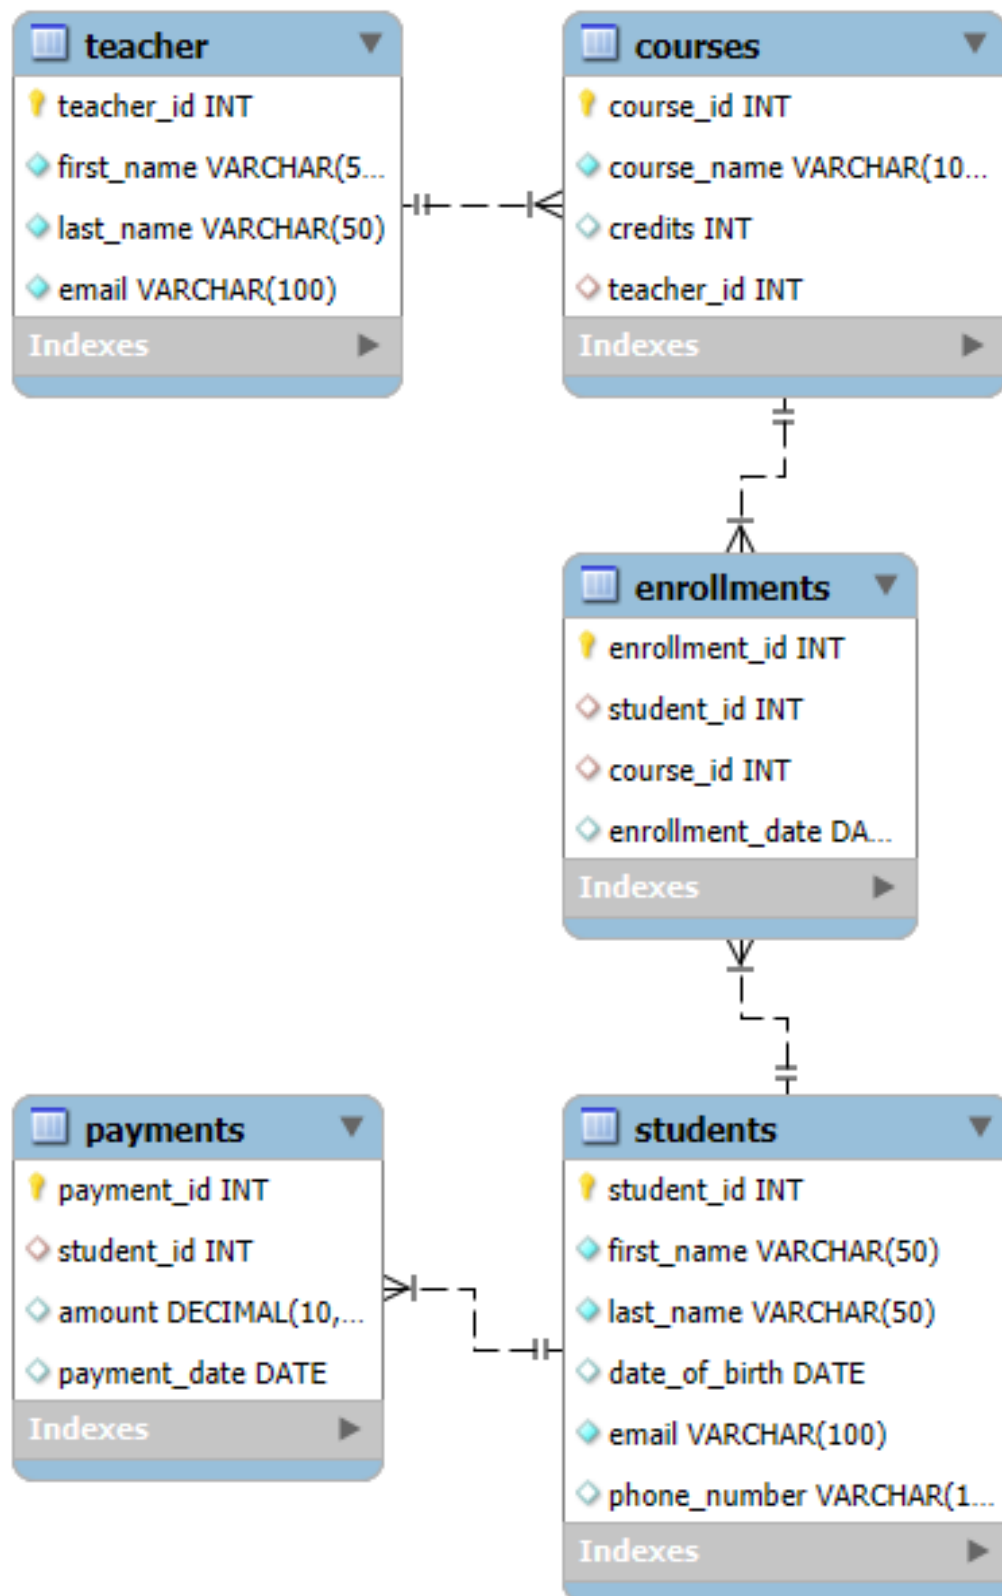 teacher
teacher_id INT
first_name VARCHAR(5...
last_name VARCHAR(50)
email VARCHAR(100)
Indexes
courses
course_id INT
course_name VARCHAR(10...
credits INT
teacher_id INT
Indexes
enrollments
enrollment_id INT
student_id INT
course_id INT
enrollment_date DA...
Indexes
payments
payment_id INT
student_id INT
amount DECIMAL(10,...
payment_date DATE
Indexes
students
student_id INT
first_name VARCHAR(50)
last_name VARCHAR(50)
date_of_birth DATE
email VARCHAR(100)
phone_number VARCHAR(1...
Indexes